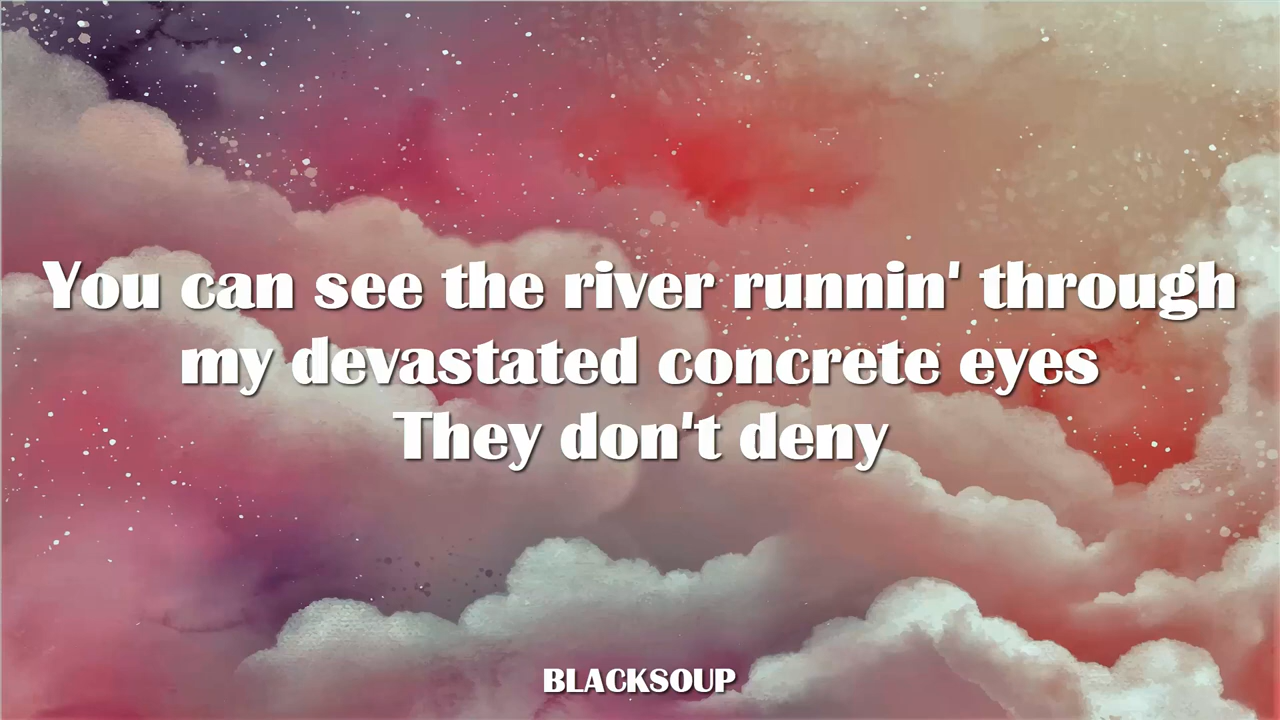 You can see the river runnin' through
my devastated concrete eyes
They don't deny
BLACKSOUP